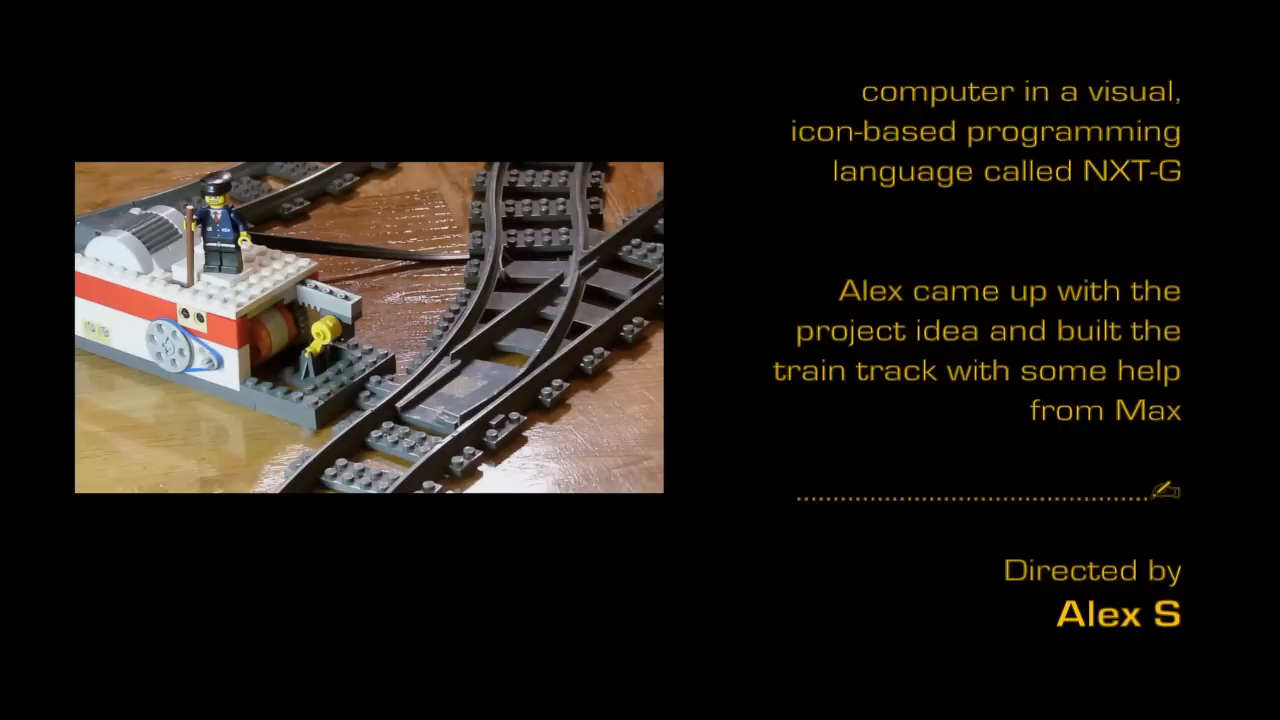 computer in a visual,
icon-based programming
language called NXT-G
Alex came up with the
project idea and built the
train track with some help
from Max
Directed by
Alex S